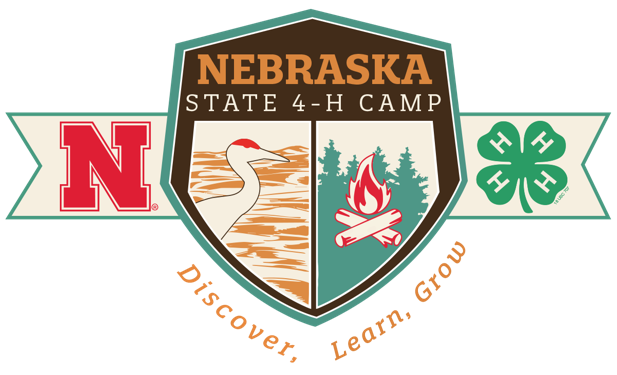 NEBRASKA
STATE 4-H CAMP
N
H H
H H
Discover, Learn, Grow